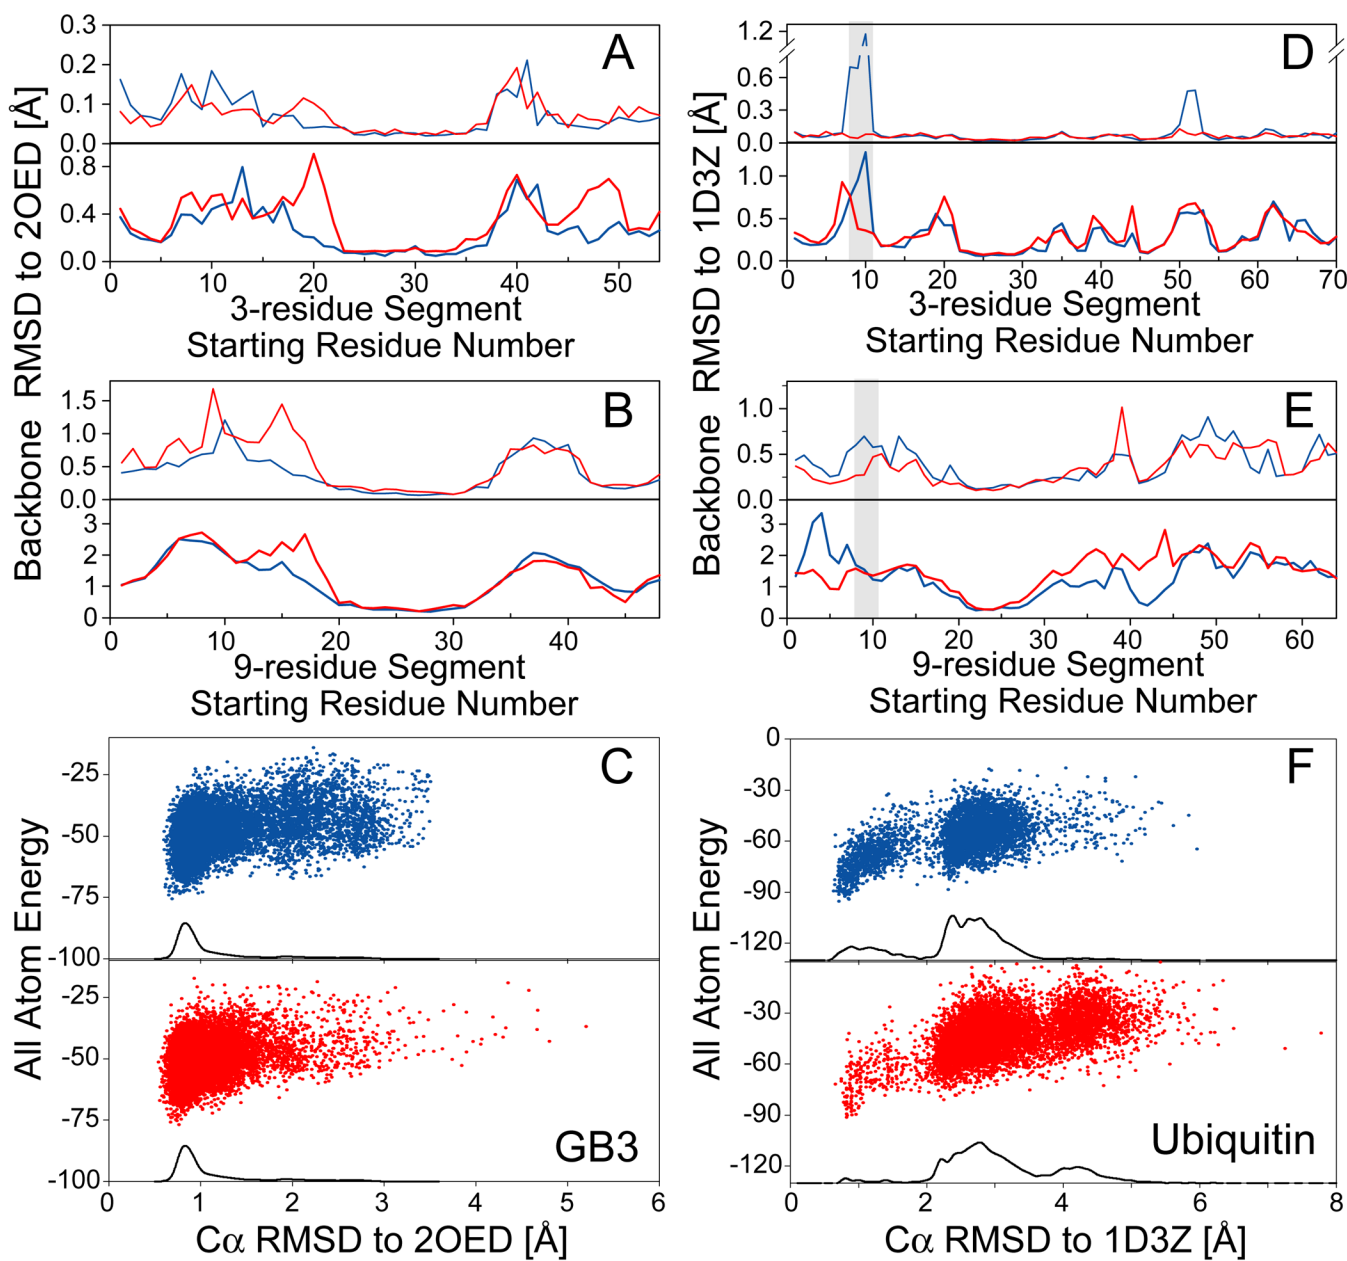 Backbone RMSD to 2OED [Å]
0.3
0.2
0.1
0.0
A
0.8
0.4
0.0
0 10 20 30 40 50
3-residue Segment
Starting Residue Number
1.5
1.0
0.5
0.0
B
3
2
1
0
0 10 20 30 40
9-residue Segment
Starting Residue Number
All Atom Energy
-25
-50
-75
-100
C
-25
-50
-75
-100
GB3
0 1 2 3 4 5 6
Cα RMSD to 2OED [Å]
Backbone RMSD to 1D3Z [Å]
1.2
0.6
0.3
0.0
D
1.0
0.5
0.0
0 10 20 30 40 50 60 70
3-residue Segment
Starting Residue Number
1.0
0.5
0.0
E
3
2
1
0
0 10 20 30 40 50 60
9-residue Segment
Starting Residue Number
All Atom Energy
0
-30
-60
-90
-120
F
-30
-60
-90
-120
Ubiquitin
0 2 4 6 8
Cα RMSD to 1D3Z [Å]